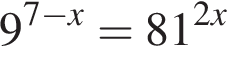 9^{7-x} = 81^{2x}